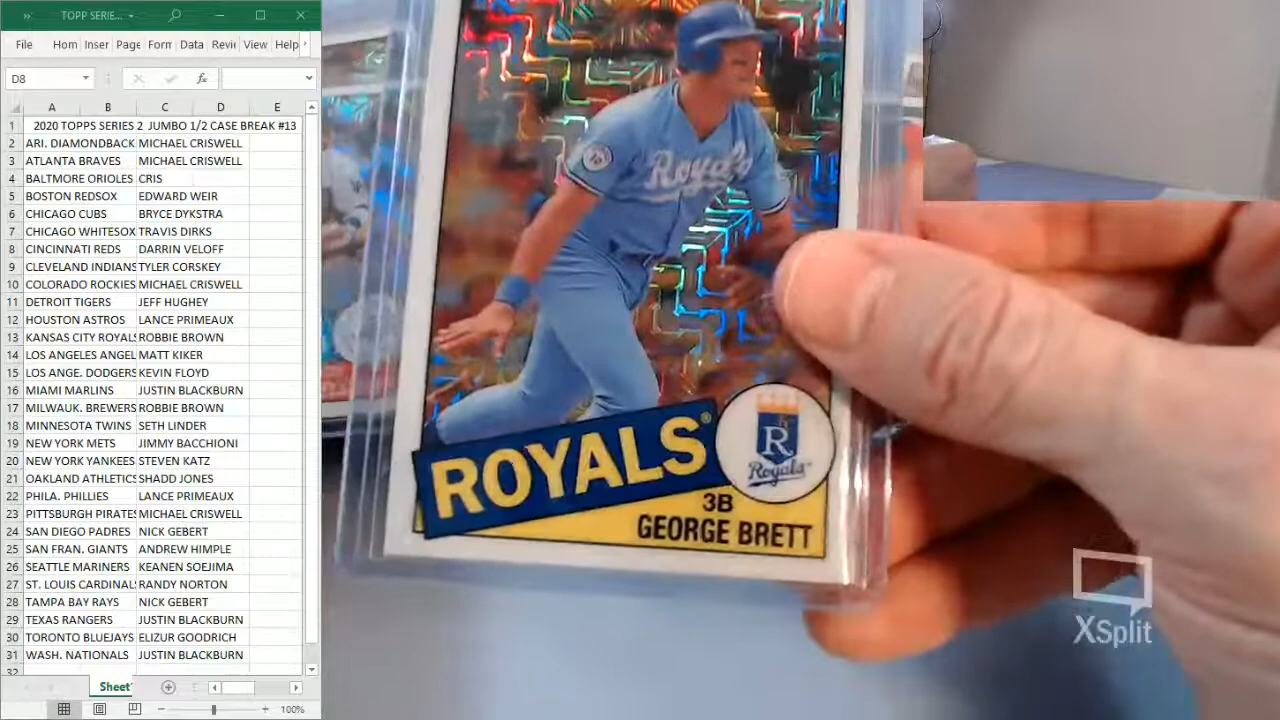 TOPP SERIE...
File Hom Inser Page Form Data Revi View Help
D8 fx
A B C D E
1 2020 TOPPS SERIES 2 JUMBO 1/2 CASE BREAK #13
2 ARI. DIAMONDBACK MICHAEL CRISWELL
3 ATLANTA BRAVES MICHAEL CRISWELL
4 BALTMORE ORIOLES CRIS
5 BOSTON REDSOX EDWARD WEIR
6 CHICAGO CUBS BRYCE DYKSTRA
7 CHICAGO WHITESOX TRAVIS DIRKS
8 CINCINNATI REDS DARRIN VELOFF
9 CLEVELAND INDIANS TYLER CORSKEY
10 COLORADO ROCKIES MICHAEL CRISWELL
11 DETROIT TIGERS JEFF HUGHEY
12 HOUSTON ASTROS LANCE PRIMEAUX
13 KANSAS CITY ROYALS ROBBIE BROWN
14 LOS ANGELES ANGEL MATT KIKER
15 LOS ANGE. DODGERS KEVIN FLOYD
16 MIAMI MARLINS JUSTIN BLACKBURN
17 MILWAUK. BREWERS ROBBIE BROWN
18 MINNESOTA TWINS SETH LINDER
19 NEW YORK METS JIMMY BACCHIONI
20 NEW YORK YANKEES STEVEN KATZ
21 OAKLAND ATHLETICS SHADD JONES
22 PHILA. PHILLIES LANCE PRIMEAUX
23 PITTSBURGH PIRATES MICHAEL CRISWELL
24 SAN DIEGO PADRES NICK GEBERT
25 SAN FRAN. GIANTS ANDREW HIMPLE
26 SEATTLE MARINERS KEANEN SOEJIMA
27 ST. LOUIS CARDINALS RANDY NORTON
28 TAMPA BAY RAYS NICK GEBERT
29 TEXAS RANGERS JUSTIN BLACKBURN
30 TORONTO BLUEJAYS ELIZUR GOODRICH
31 WASH. NATIONALS JUSTIN BLACKBURN
32
Sheet1
100%
Royals
ROYALS®
R
Royals
3B
GEORGE BRETT
XSplit